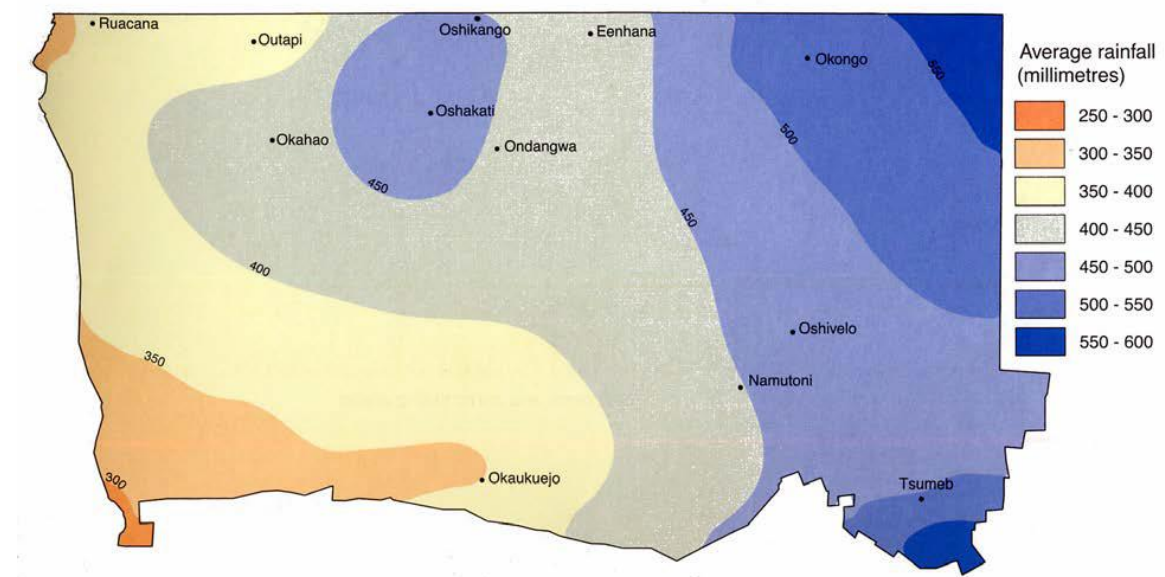 Ruacana
Outapi
Oshikango
Eenhana
Okongo
550
Average rainfall
(millimetres)
250 - 300
300 - 350
350 - 400
400 - 450
450 - 500
500 - 550
550 - 600
Oshakati
Okahao
Ondangwa
500
450
450
400
Oshivelo
350
Namutoni
300
Okaukuejo
Tsumeb